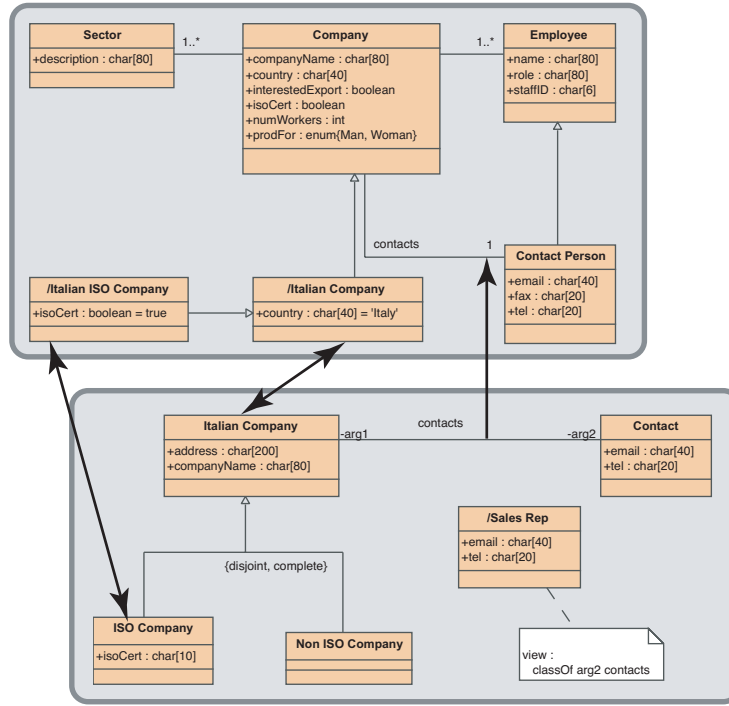 Sector
+description : char[80]
1..*
Company
+companyName : char[80]
+country : char[40]
+interestedExport : boolean
+isoCert : boolean
+numWorkers : int
+prodFor : enum{Man, Woman}
1..*
Employee
+name : char[80]
+role : char[80]
+staffID : char[6]
contacts
1
Contact Person
+email : char[40]
+fax : char[20]
+tel : char[20]
/Italian ISO Company
+isoCert : boolean = true
/Italian Company
+country : char[40] = 'Italy'
Italian Company
+address : char[200]
+companyName : char[80]
-arg1
contacts
-arg2
Contact
+email : char[40]
+tel : char[20]
/Sales Rep
+email : char[40]
+tel : char[20]
{disjoint, complete}
ISO Company
+isoCert : char[10]
Non ISO Company
view :
classOf arg2 contacts